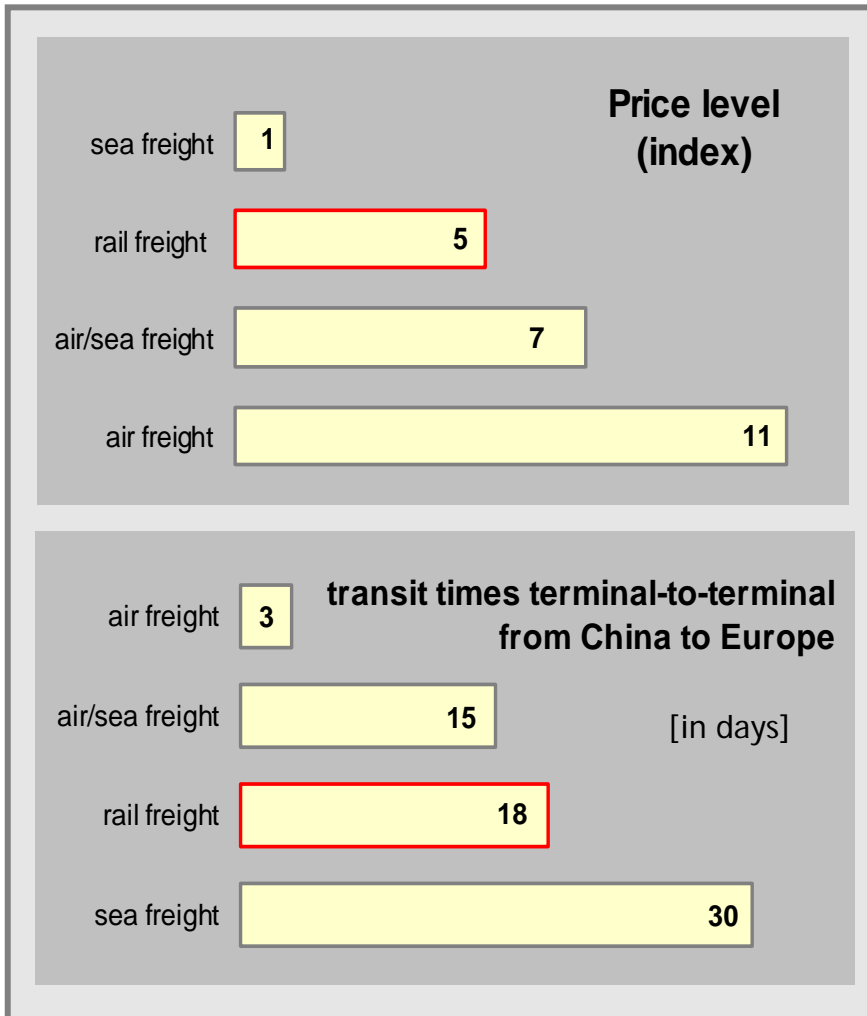 Price level
(index)
sea freight 1
rail freight 5
air/sea freight 7
air freight 11
transit times terminal-to-terminal
from China to Europe
[in days]
air freight 3
air/sea freight 15
rail freight 18
sea freight 30